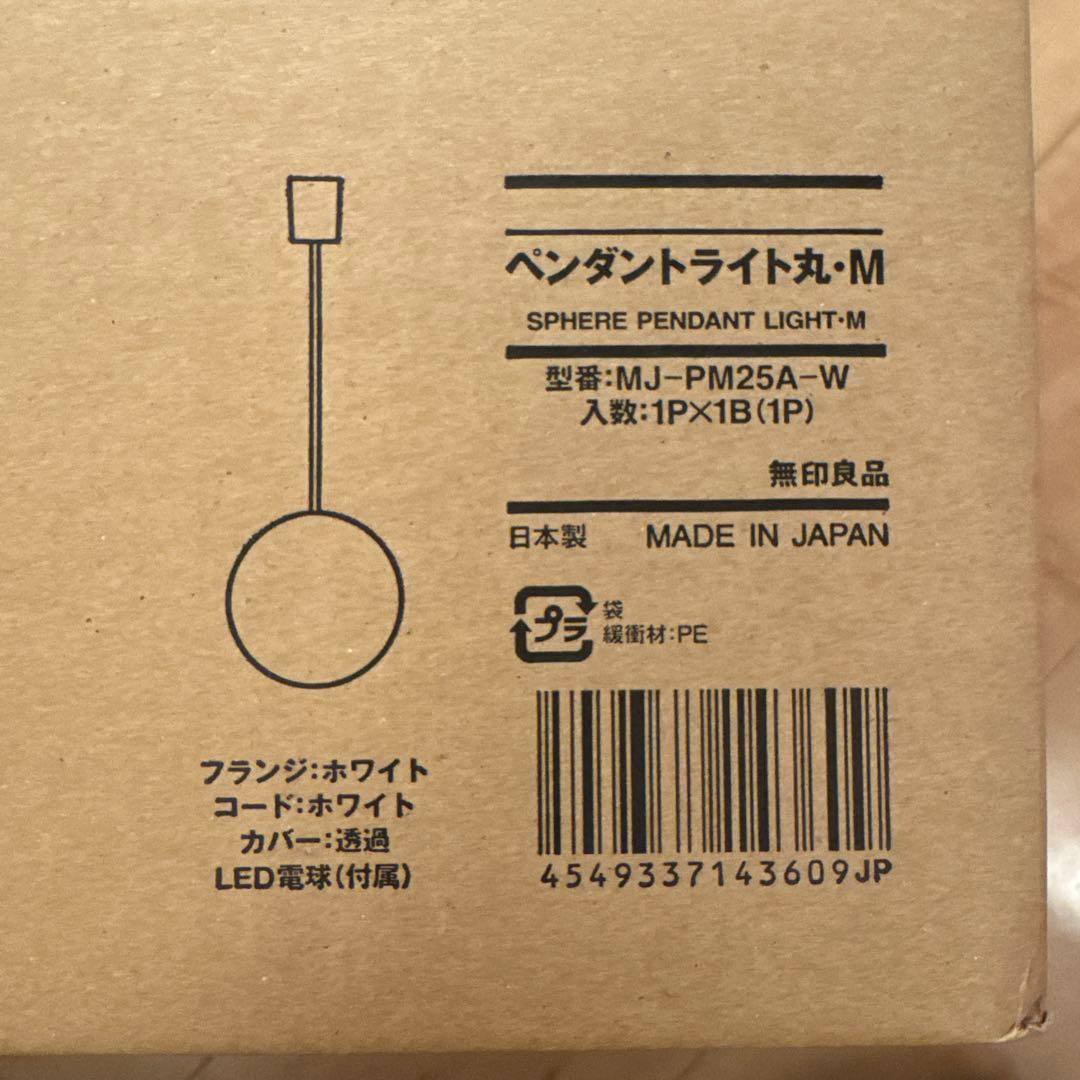 ペンダントライト丸・M
SPHERE PENDANT LIGHT・M
型番:MJ-PM25A-W
入数:1P×1B(1P)
無印良品
日本製 MADE IN JAPAN
プラ
袋
緩衝材:PE
4549337143609JP
フランジ:ホワイト
コード:ホワイト
カバー:透過
LED電球(付属)